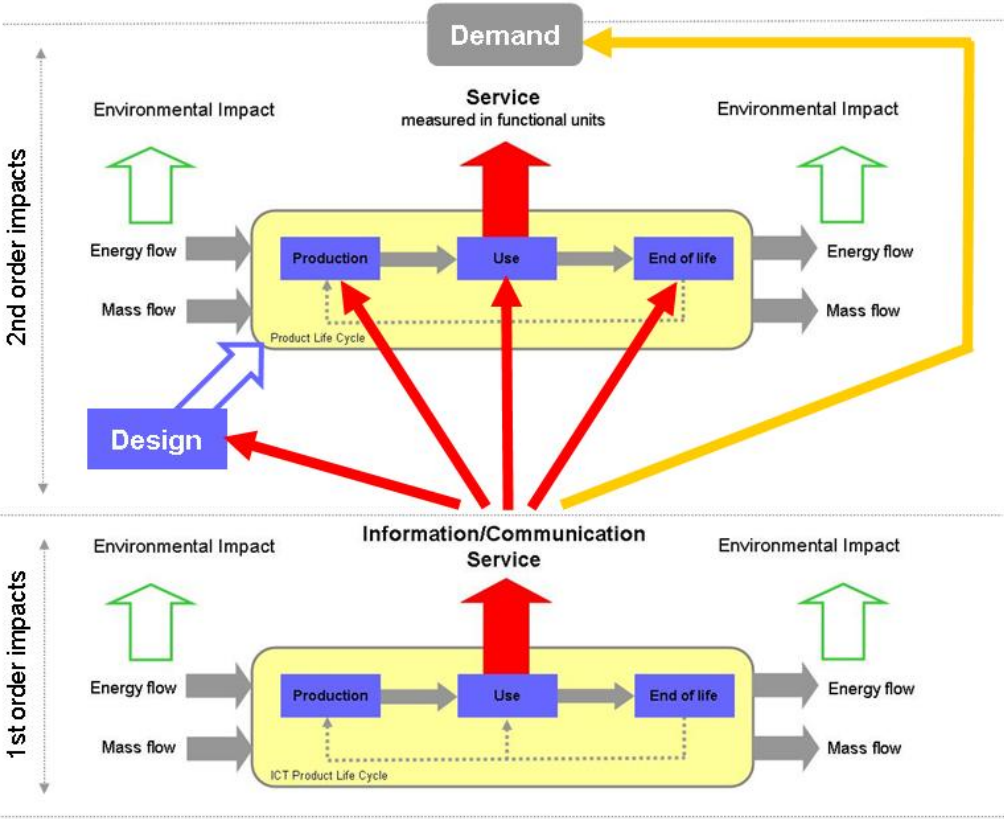 Demand
Environmental Impact
Service
measured in functional units
Environmental Impact
2nd order impacts
Energy flow
Mass flow
Production
Use
End of life
Product Life Cycle
Energy flow
Mass flow
Design
Information/Communication
Service
Environmental Impact
Environmental Impact
1st order impacts
Energy flow
Mass flow
Production
Use
End of life
ICT Product Life Cycle
Energy flow
Mass flow